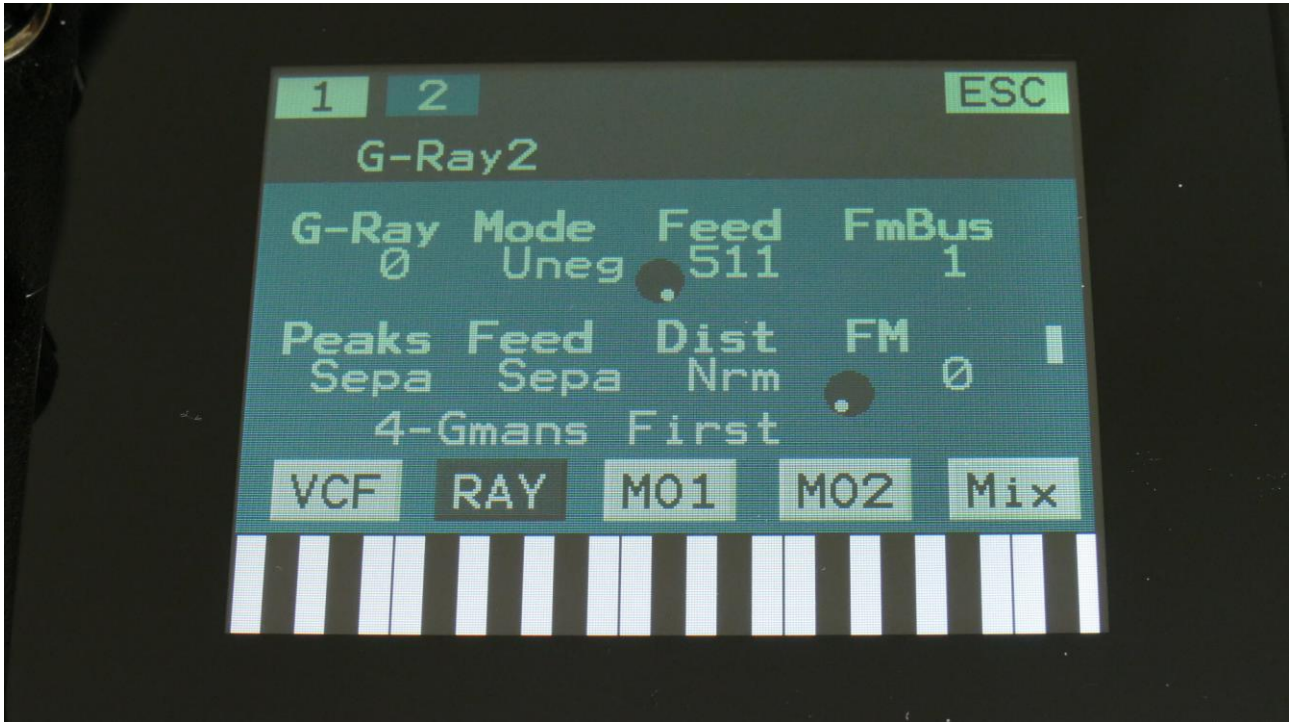 1 2 ESC
G-Ray2
G-Ray Mode Feed FmBus
0 Uneg 511 1
Peaks Feed Dist FM
Sepa Sepa Nrm 0
4-Gmans First
VCF RAY MO1 MO2 Mix